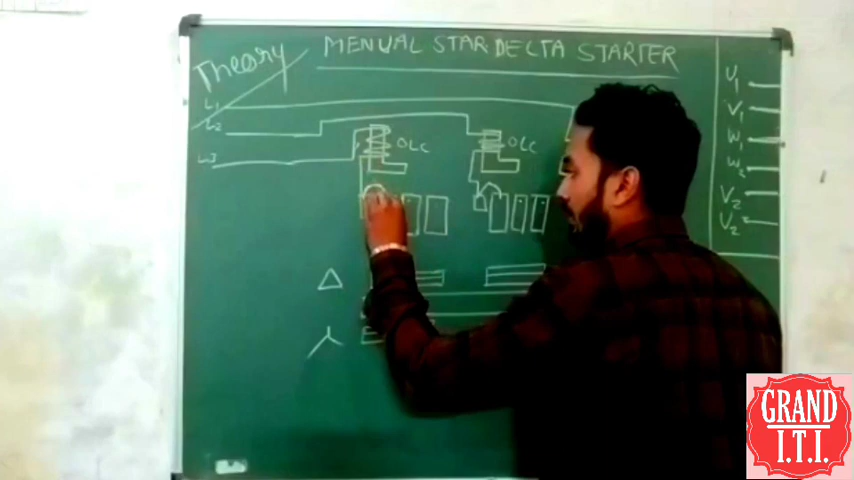 Theory
MENUAL STAR-DELTA STARTER
L1
L2
L3
OLC
OLC
U1
V1
W1
W2
V2
U2
GRAND
I.T.I.